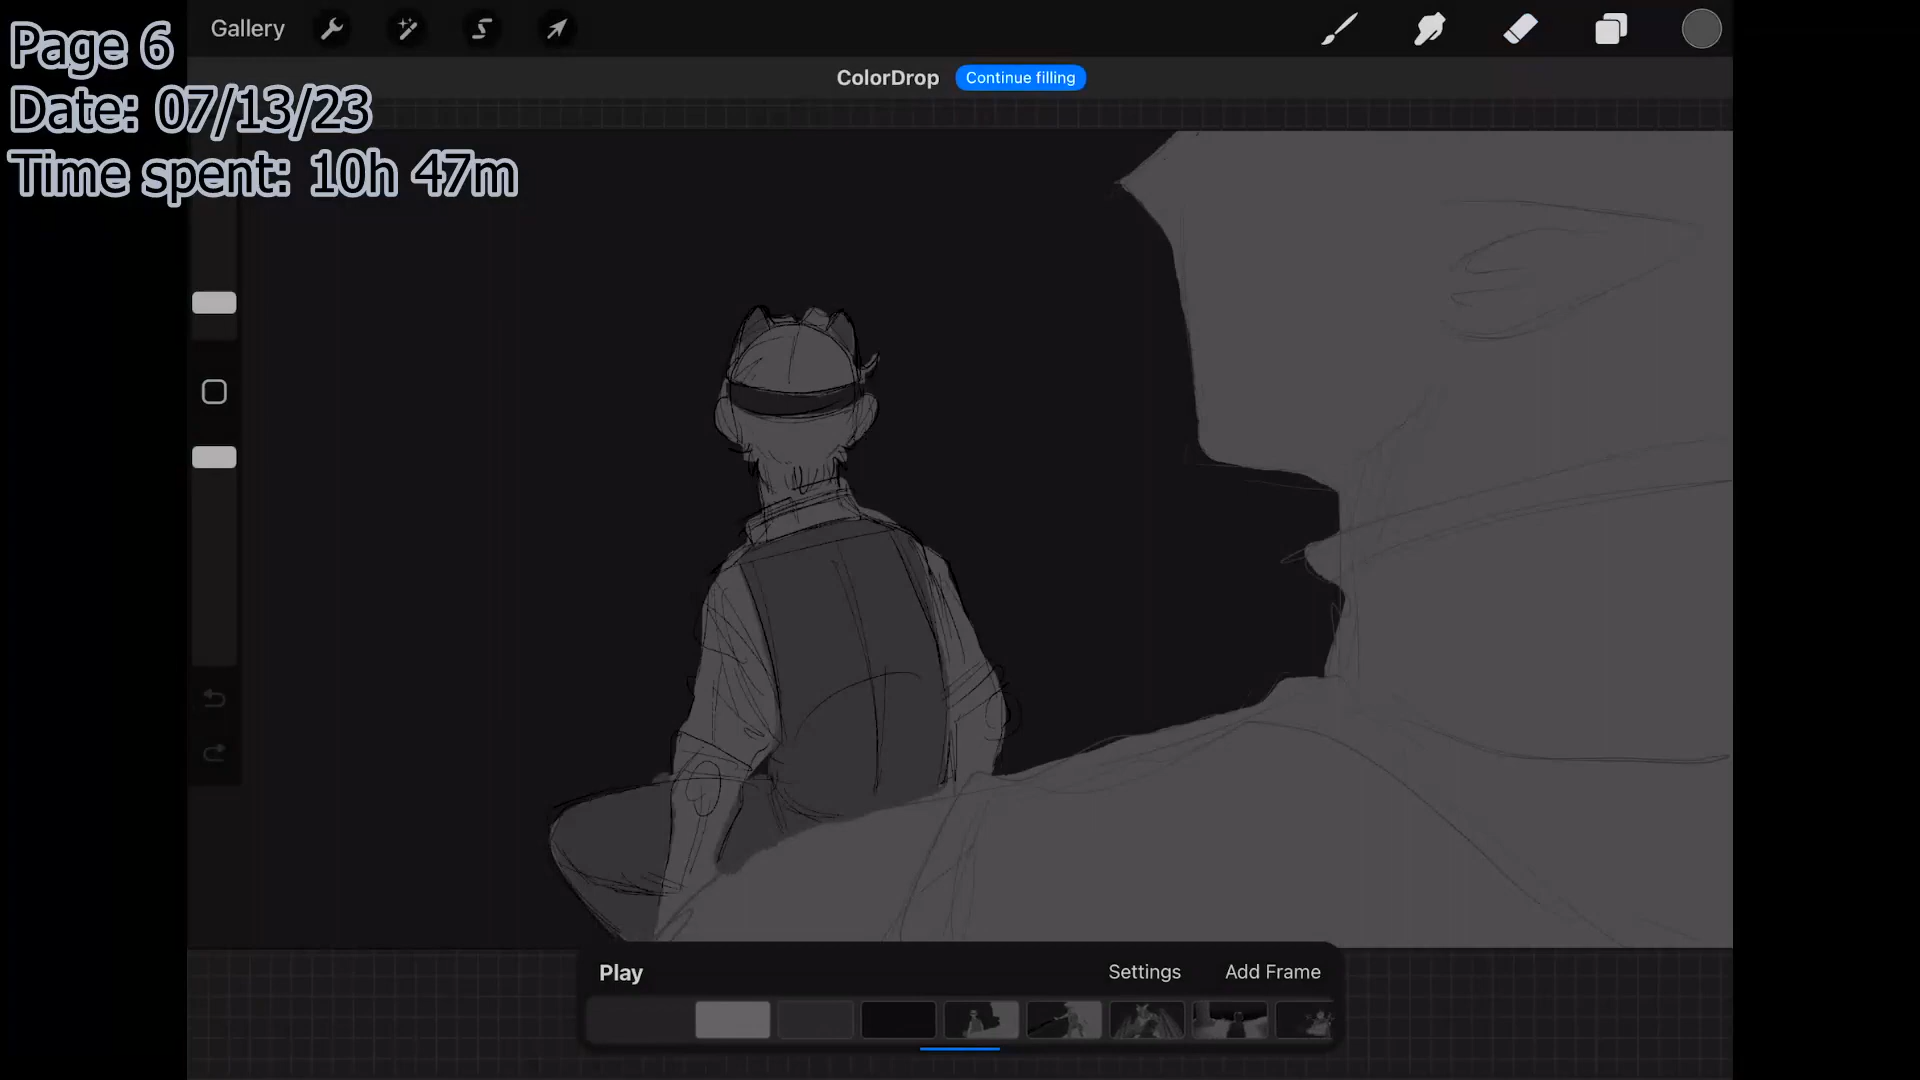 Page 6
Date: 07/13/23
Time spent: 10h 47m
Gallery
ColorDrop Continue filling
Play Settings Add Frame